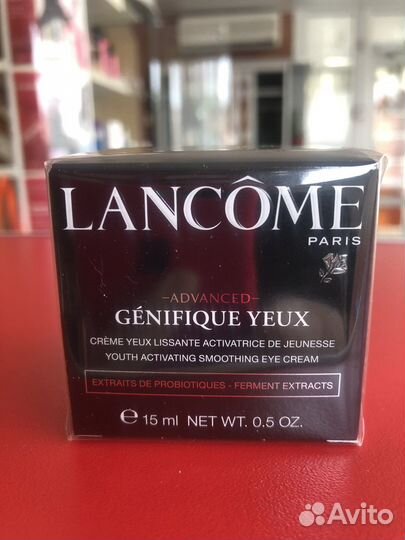 LANCÔME
PARIS
–ADVANCED–
GÉNIFIQUE YEUX
CRÈME YEUX LISSANTE ACTIVATRICE DE JEUNESSE
YOUTH ACTIVATING SMOOTHING EYE CREAM
EXTRAITS DE PROBIOTIQUES - FERMENT EXTRACTS
℮ 15 ml NET WT. 0.5 OZ.
Avito